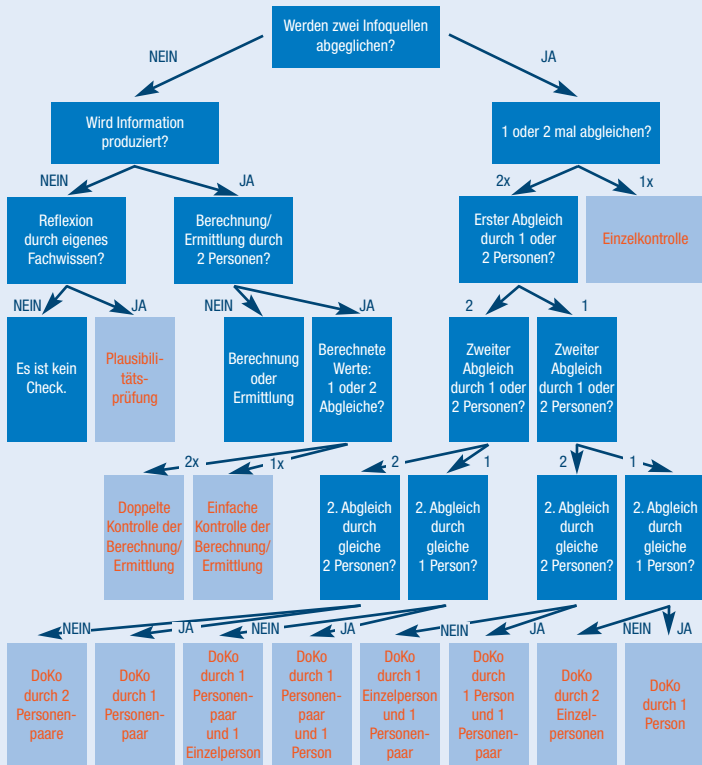 Werden zwei Infoquellen
abgeglichen?
NEIN
JA
Wird Information
produziert?
1 oder 2 mal abgleichen?
NEIN
JA
2x
1x
Reflexion
durch eigenes
Fachwissen?
Berechnung/
Ermittlung durch
2 Personen?
Erster Abgleich
durch 1 oder
2 Personen?
Einzelkontrolle
NEIN
JA
NEIN
JA
2
1
Es ist kein
Check.
Plausibili-
täts-
prüfung
Berechnung
oder
Ermittlung
Berechnete
Werte:
1 oder 2
Abgleiche?
Zweiter
Abgleich
durch 1 oder
2 Personen?
Zweiter
Abgleich
durch 1 oder
2 Personen?
2x
1x
2
1
2
1
Doppelte
Kontrolle der
Berechnung/
Ermittlung
Einfache
Kontrolle der
Berechnung/
Ermittlung
2. Abgleich
durch
gleiche
2 Personen?
2. Abgleich
durch
gleiche
1 Person?
2. Abgleich
durch
gleiche
2 Personen?
2. Abgleich
durch
gleiche
1 Person?
NEIN
JA
NEIN
JA
NEIN
JA
NEIN
JA
DoKo
durch 2
Personen-
paare
DoKo
durch 1
Personen-
paar
DoKo
durch 1
Personen-
paar
und 1
Einzelperson
DoKo
durch 1
Personen-
paar
und 1
Person
DoKo
durch 1
Einzelperson
und 1
Personen-
paar
DoKo
durch
1 Person
und 1
Personen-
paar
DoKo
durch 2
Einzel-
personen
DoKo
durch 1
Person